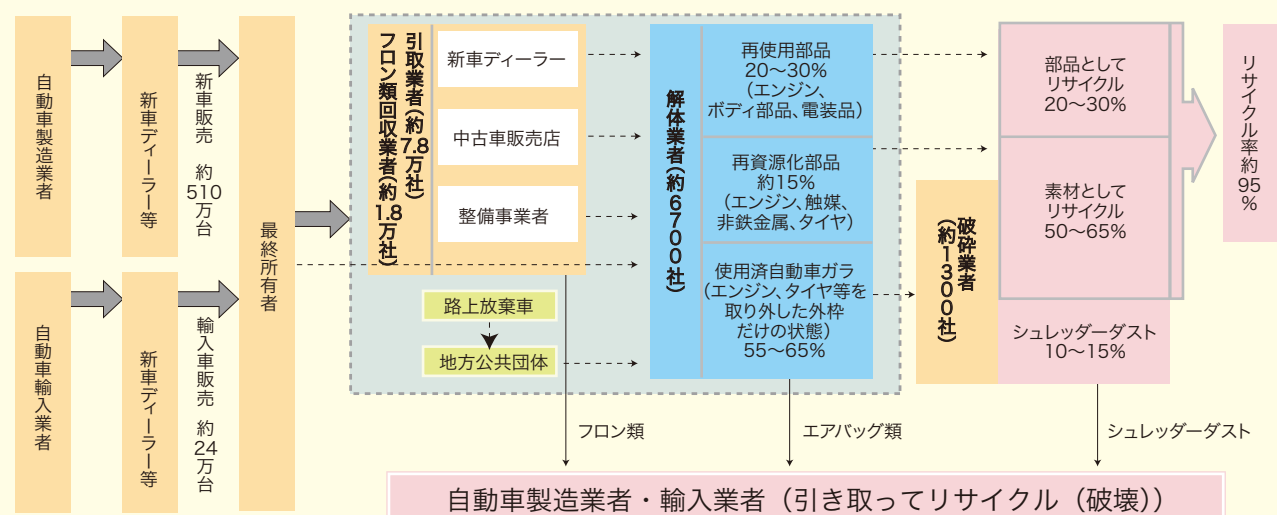 自動車製造業者
新車ディーラー等
新車販売 約510万台
自動車輸入業者
新車ディーラー等
輸入車販売 約24万台
最終所有者
引取業者(約7.8万社)
フロン類回収業者(約1.8万社)
新車ディーラー
中古車販売店
整備事業者
路上放棄車
地方公共団体
解体業者(約6700社)
再使用部品
20〜30%
(エンジン、
ボディ部品、電装品)
再資源化部品
約15%
(エンジン、触媒、
非鉄金属、タイヤ)
使用済自動車ガラ
(エンジン、タイヤ等を
取り外した外枠
だけの状態)
55〜65%
破砕業者
(約1300社)
部品として
リサイクル
20〜30%
素材として
リサイクル
50〜65%
シュレッダーダスト
10〜15%
リサイクル率約95%
フロン類
エアバッグ類
シュレッダーダスト
自動車製造業者・輸入業者(引き取ってリサイクル(破壊))